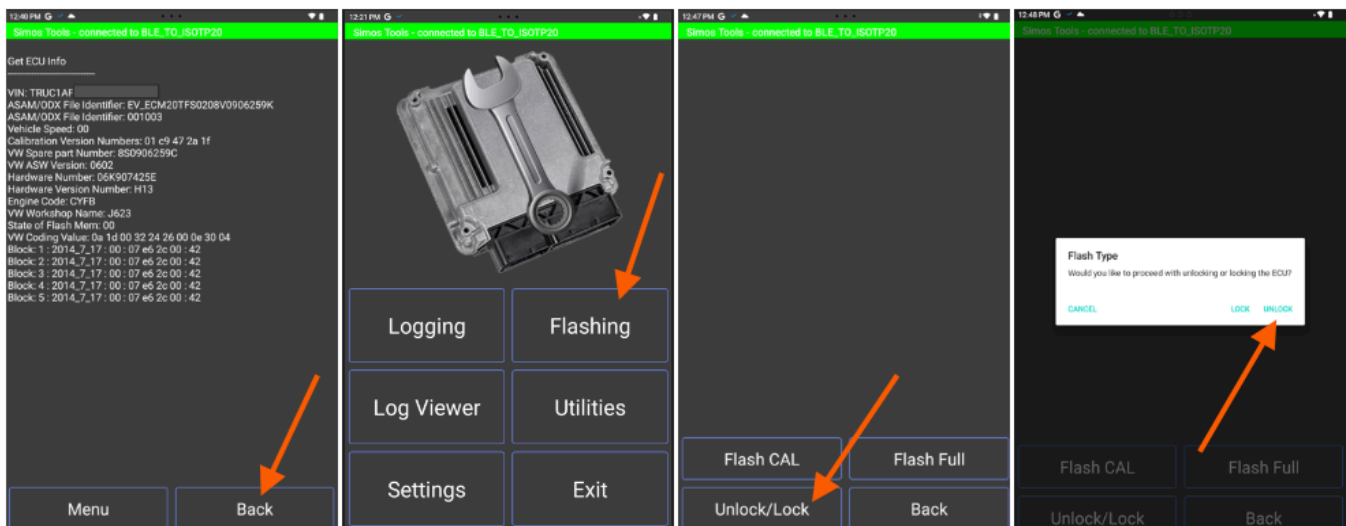 12:40 PM G
Simos Tools - connected to BLE_TO_ISOTP20
Get ECU Info
VIN: TRUC1AF
ASAM/ODX File Identifier: EV_ECM20TFS0208V0906259K
ASAM/ODX File Identifier: 001003
Vehicle Speed: 00
Calibration Version Numbers: 01 c9 47 2a 1f
VW Spare part Number: 8S0906259C
VW ASW Version: 0602
Hardware Number: 06K907425E
Hardware Version Number: H13
Engine Code: CYFB
VW Workshop Name: J623
State of Flash Mem: 00
VW Coding Value: 0a 1d 00 32 24 26 00 0e 30 04
Block: 1 : 2014_7_17 : 00 : 07 e6 2c 00 : 42
Block: 2 : 2014_7_17 : 00 : 07 e6 2c 00 : 42
Block: 3 : 2014_7_17 : 00 : 07 e6 2c 00 : 42
Block: 4 : 2014_7_17 : 00 : 07 e6 2c 00 : 42
Block: 5 : 2014_7_17 : 00 : 07 e6 2c 00 : 42
Menu
Back
12:21 PM G
Simos Tools - connected to BLE_TO_ISOTP20
Logging
Flashing
Log Viewer
Utilities
Settings
Exit
12:47 PM G
Simos Tools - connected to BLE_TO_ISOTP20
Flash CAL
Flash Full
Unlock/Lock
Back
12:48 PM G
Simos Tools - connected to BLE_TO_ISOTP20
Flash Type
Would you like to proceed with unlocking or locking the ECU?
CANCEL
LOCK
UNLOCK
Flash CAL
Flash Full
Unlock/Lock
Back